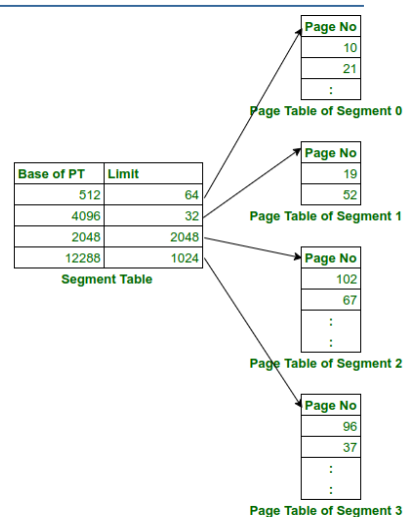 Page No
10
21
:
Page Table of Segment 0
Page No
19
52
Page Table of Segment 1
Base of PT Limit
512 64
4096 32
2048 2048
12288 1024
Segment Table
Page No
102
67
:
:
Page Table of Segment 2
Page No
96
37
:
:
Page Table of Segment 3